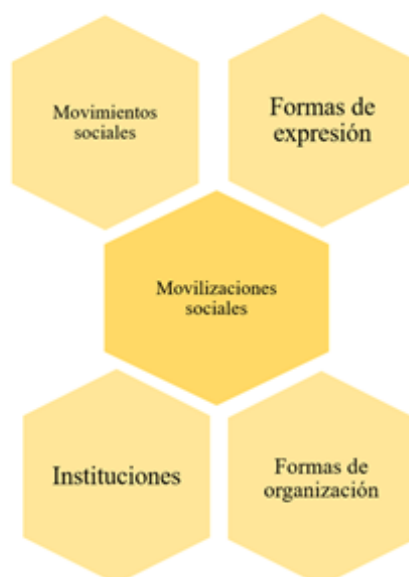 Movimientos
sociales
Formas de
expresión
Movilizaciones
sociales
Instituciones
Formas de
organización